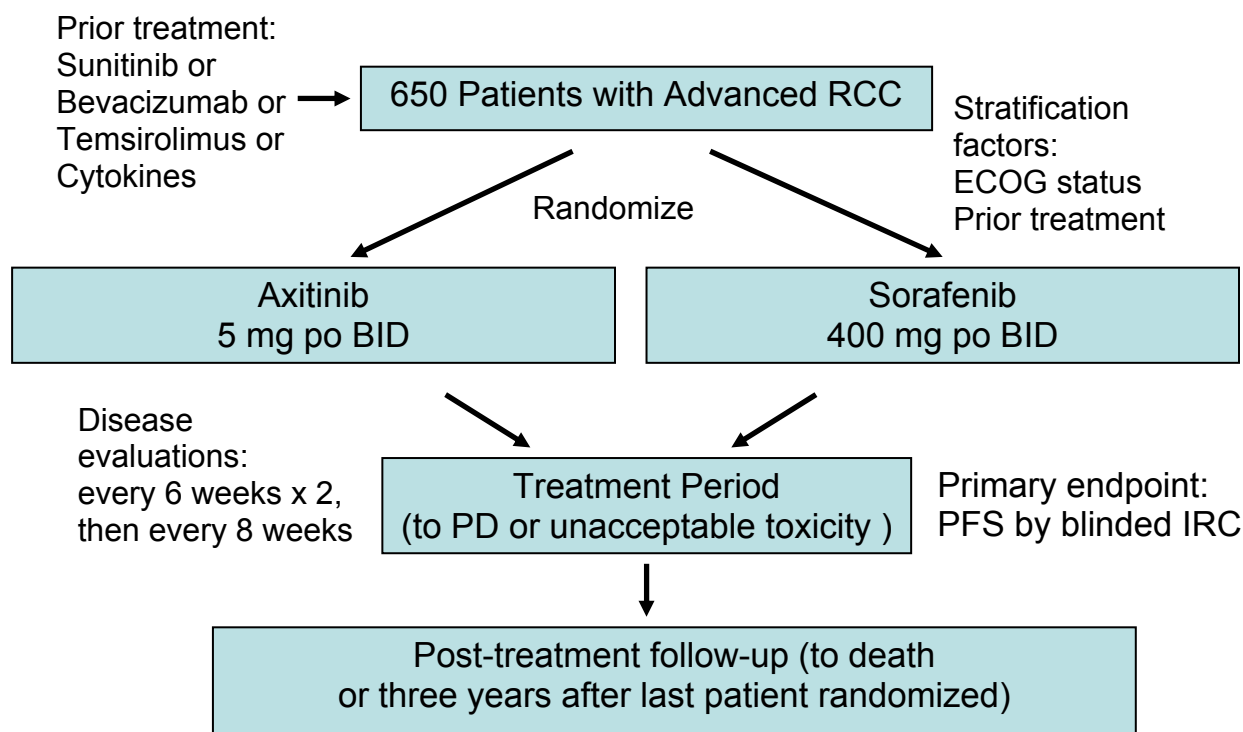 Prior treatment:
Sunitinib or
Bevacizumab or
Temsirolimus or
Cytokines
650 Patients with Advanced RCC
Stratification
factors:
ECOG status
Prior treatment
Randomize
Axitinib
5 mg po BID
Sorafenib
400 mg po BID
Disease
evaluations:
every 6 weeks x 2,
then every 8 weeks
Treatment Period
(to PD or unacceptable toxicity )
Primary endpoint:
PFS by blinded IRC
Post-treatment follow-up (to death
or three years after last patient randomized)